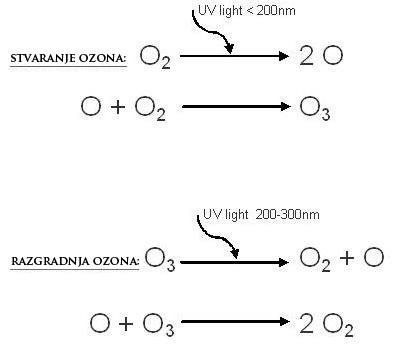 UV light < 200nm
STVARANJE OZONA: O₂ → 2 O
O + O₂ → O₃
UV light 200-300nm
RAZGRADNJA OZONA: O₃ → O₂ + O
O + O₃ → 2 O₂